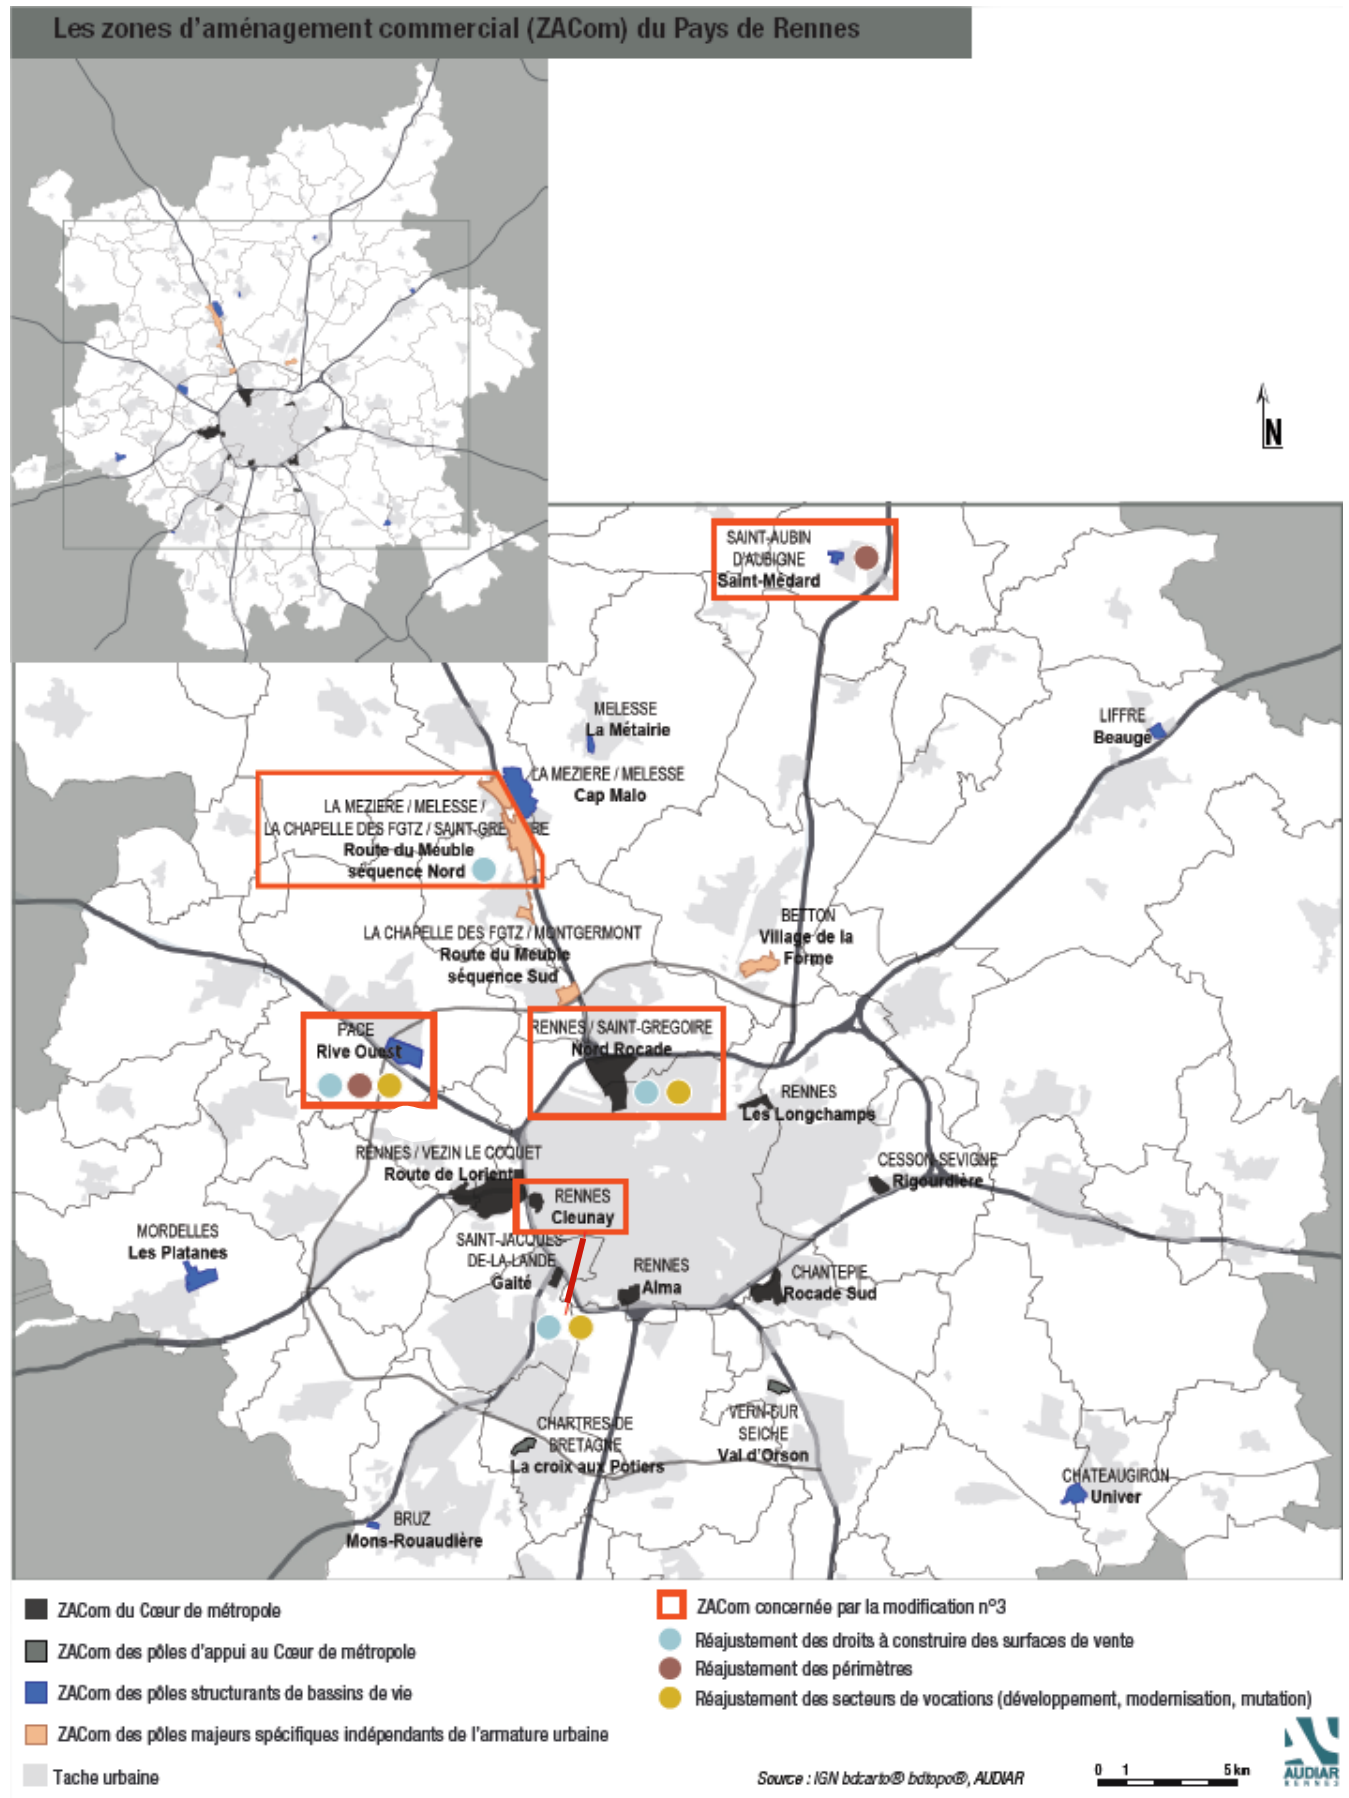 Les zones d'aménagement commercial (ZACom) du Pays de Rennes
N
SAINT-AUBIN
D'AUBIGNE
Saint-Médard
MELESSE
La Métairie
LIFFRE
Beaugé
LA MEZIERE / MELESSE
Cap Malo
LA MEZIERE / MELESSE /
LA CHAPELLE DES FGTZ / SAINT-GREGOIRE
Route du Meuble
séquence Nord
BETTON
Village de la
Forme
LA CHAPELLE DES FGTZ / MONTGERMONT
Route du Meuble
séquence Sud
PACE
Rive Ouest
RENNES / SAINT-GREGOIRE
Nord Rocade
RENNES
Les Longchamps
RENNES / VEZIN LE COQUET
Route de Lorient
CESSON-SEVIGNE
Rigourdière
RENNES
Cleunay
MORDELLES
Les Platanes
SAINT-JACQUES-
DE-LA-LANDE
Gaîté
RENNES
Alma
CHANTEPIE
Rocade Sud
VERN-SUR
SEICHE
Val d'Orson
CHARTRES DE
BRETAGNE
La croix aux Potiers
CHATEAUGIRON
Univer
BRUZ
Mons-Rouaudière
ZACom du Cœur de métropole
ZACom des pôles d'appui au Cœur de métropole
ZACom des pôles structurants de bassins de vie
ZACom des pôles majeurs spécifiques indépendants de l'armature urbaine
Tache urbaine
ZACom concernée par la modification n°3
Réajustement des droits à construire des surfaces de vente
Réajustement des périmètres
Réajustement des secteurs de vocations (développement, modernisation, mutation)
Source : IGN bdcarto® bdtopo®, AUDIAR
0 1 5 km
AUDIAR
RENNES